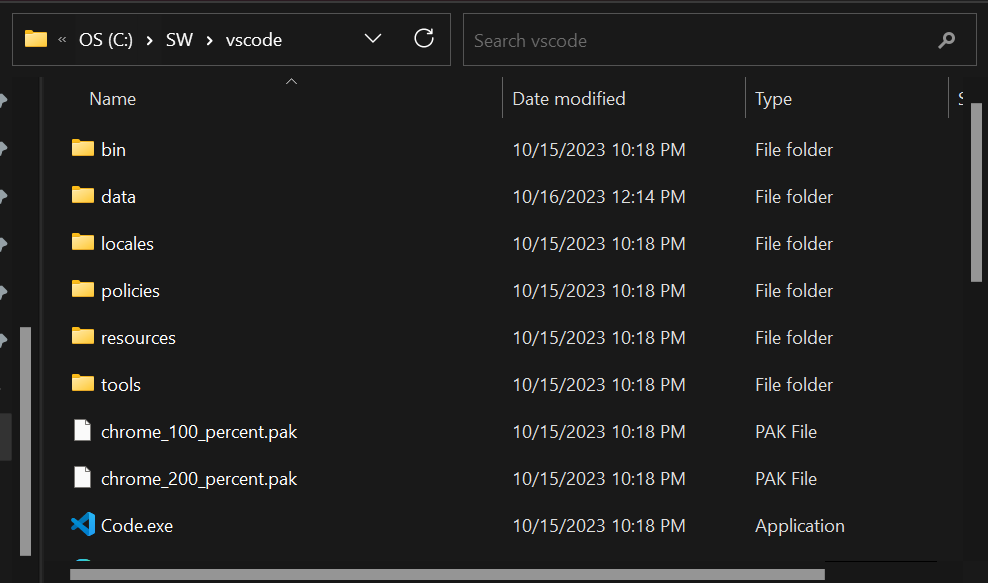 « OS (C:) › SW › vscode
Search vscode
Name Date modified Type
bin 10/15/2023 10:18 PM File folder
data 10/16/2023 12:14 PM File folder
locales 10/15/2023 10:18 PM File folder
policies 10/15/2023 10:18 PM File folder
resources 10/15/2023 10:18 PM File folder
tools 10/15/2023 10:18 PM File folder
chrome_100_percent.pak 10/15/2023 10:18 PM PAK File
chrome_200_percent.pak 10/15/2023 10:18 PM PAK File
Code.exe 10/15/2023 10:18 PM Application